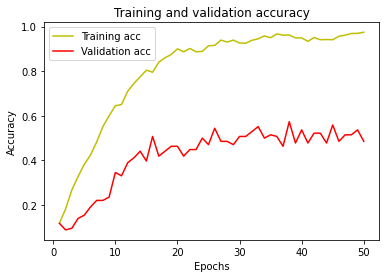 Training and validation accuracy
1.0
Training acc
Validation acc
0.8
Accuracy
0.6
0.4
0.2
0 10 20 30 40 50
Epochs